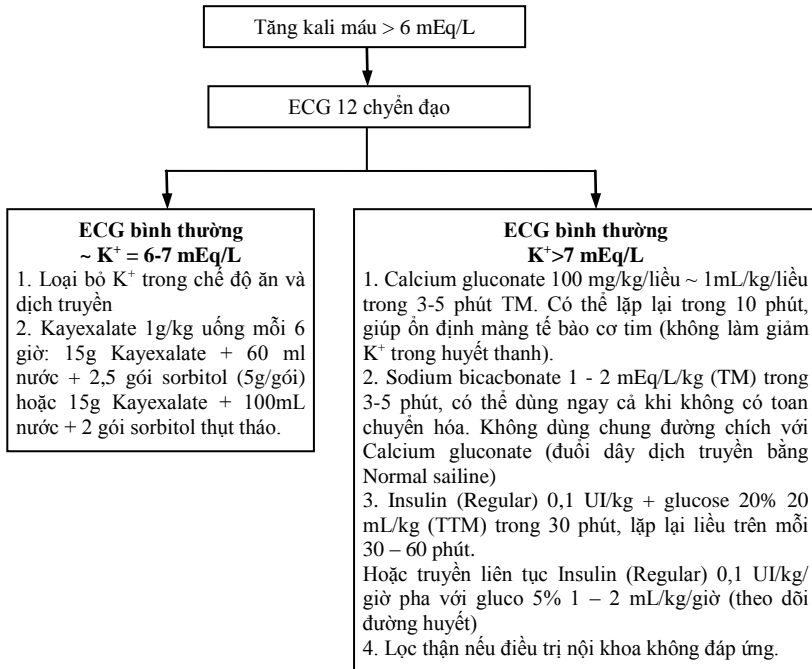 Tăng kali máu > 6 mEq/L
ECG 12 chyển đạo
ECG bình thường
~ K⁺ = 6-7 mEq/L
1. Loại bỏ K⁺ trong chế độ ăn và
dịch truyền
2. Kayexalate 1g/kg uống mỗi 6
giờ: 15g Kayexalate + 60 ml
nước + 2,5 gói sorbitol (5g/gói)
hoặc 15g Kayexalate + 100mL
nước + 2 gói sorbitol thụt tháo.
ECG bình thường
K⁺>7 mEq/L
1. Calcium gluconate 100 mg/kg/liều ~ 1mL/kg/liều
trong 3-5 phút TM. Có thể lặp lại trong 10 phút,
giúp ổn định màng tế bào cơ tim (không làm giảm
K⁺ trong huyết thanh).
2. Sodium bicacbonate 1 - 2 mEq/L/kg (TM) trong
3-5 phút, có thể dùng ngay cả khi không có toan
chuyển hóa. Không dùng chung đường chích với
Calcium gluconate (đuổi dây dịch truyền bằng
Normal sailine)
3. Insulin (Regular) 0,1 UI/kg + glucose 20% 20
mL/kg (TTM) trong 30 phút, lặp lại liều trên mỗi
30 – 60 phút.
Hoặc truyền liên tục Insulin (Regular) 0,1 UI/kg/
giờ pha với gluco 5% 1 – 2 mL/kg/giờ (theo dõi
đường huyết)
4. Lọc thận nếu điều trị nội khoa không đáp ứng.